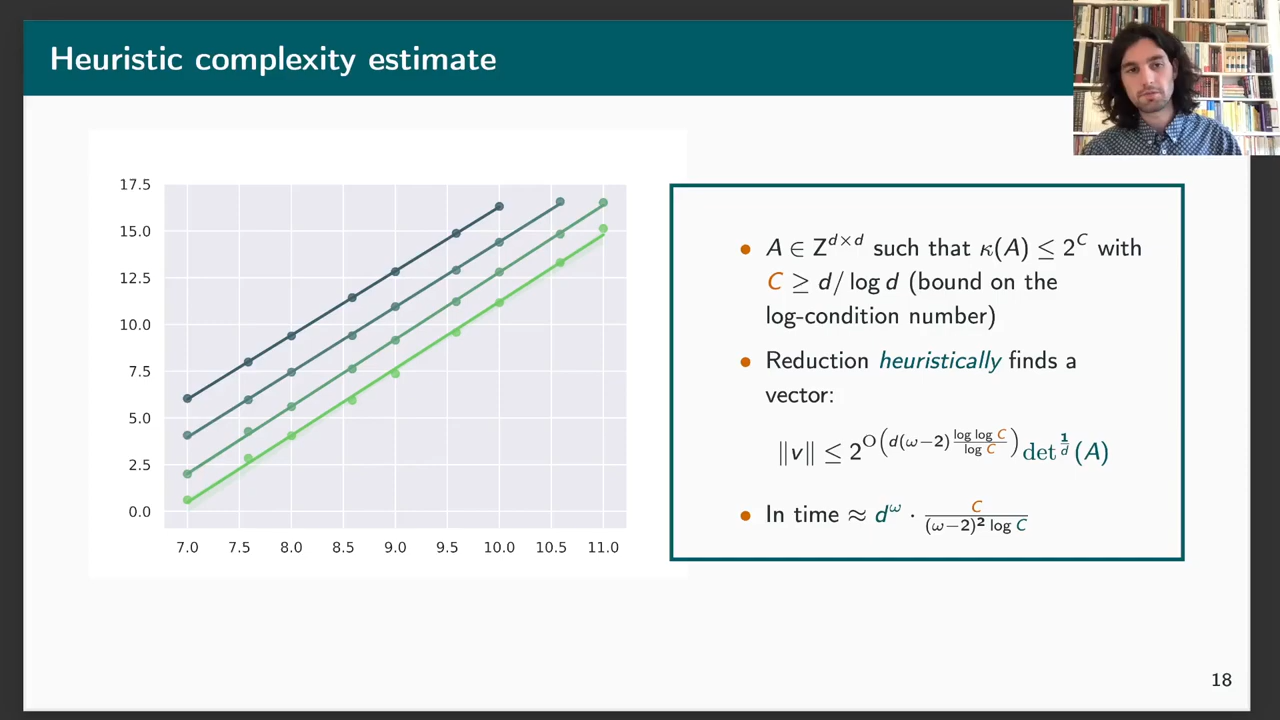 Heuristic complexity estimate
17.5
15.0
12.5
10.0
7.5
5.0
2.5
0.0
7.0 7.5 8.0 8.5 9.0 9.5 10.0 10.5 11.0
• A ∈ Z^{d×d} such that κ(A) ≤ 2^C with
C ≥ d/ log d (bound on the
log-condition number)
• Reduction heuristically finds a
vector:
‖v‖ ≤ 2^{O(d(ω−2) \frac{log log C}{log C})} det^{\frac{1}{d}}(A)
• In time ≈ d^ω · \frac{C}{(ω−2)^2 log C}
18